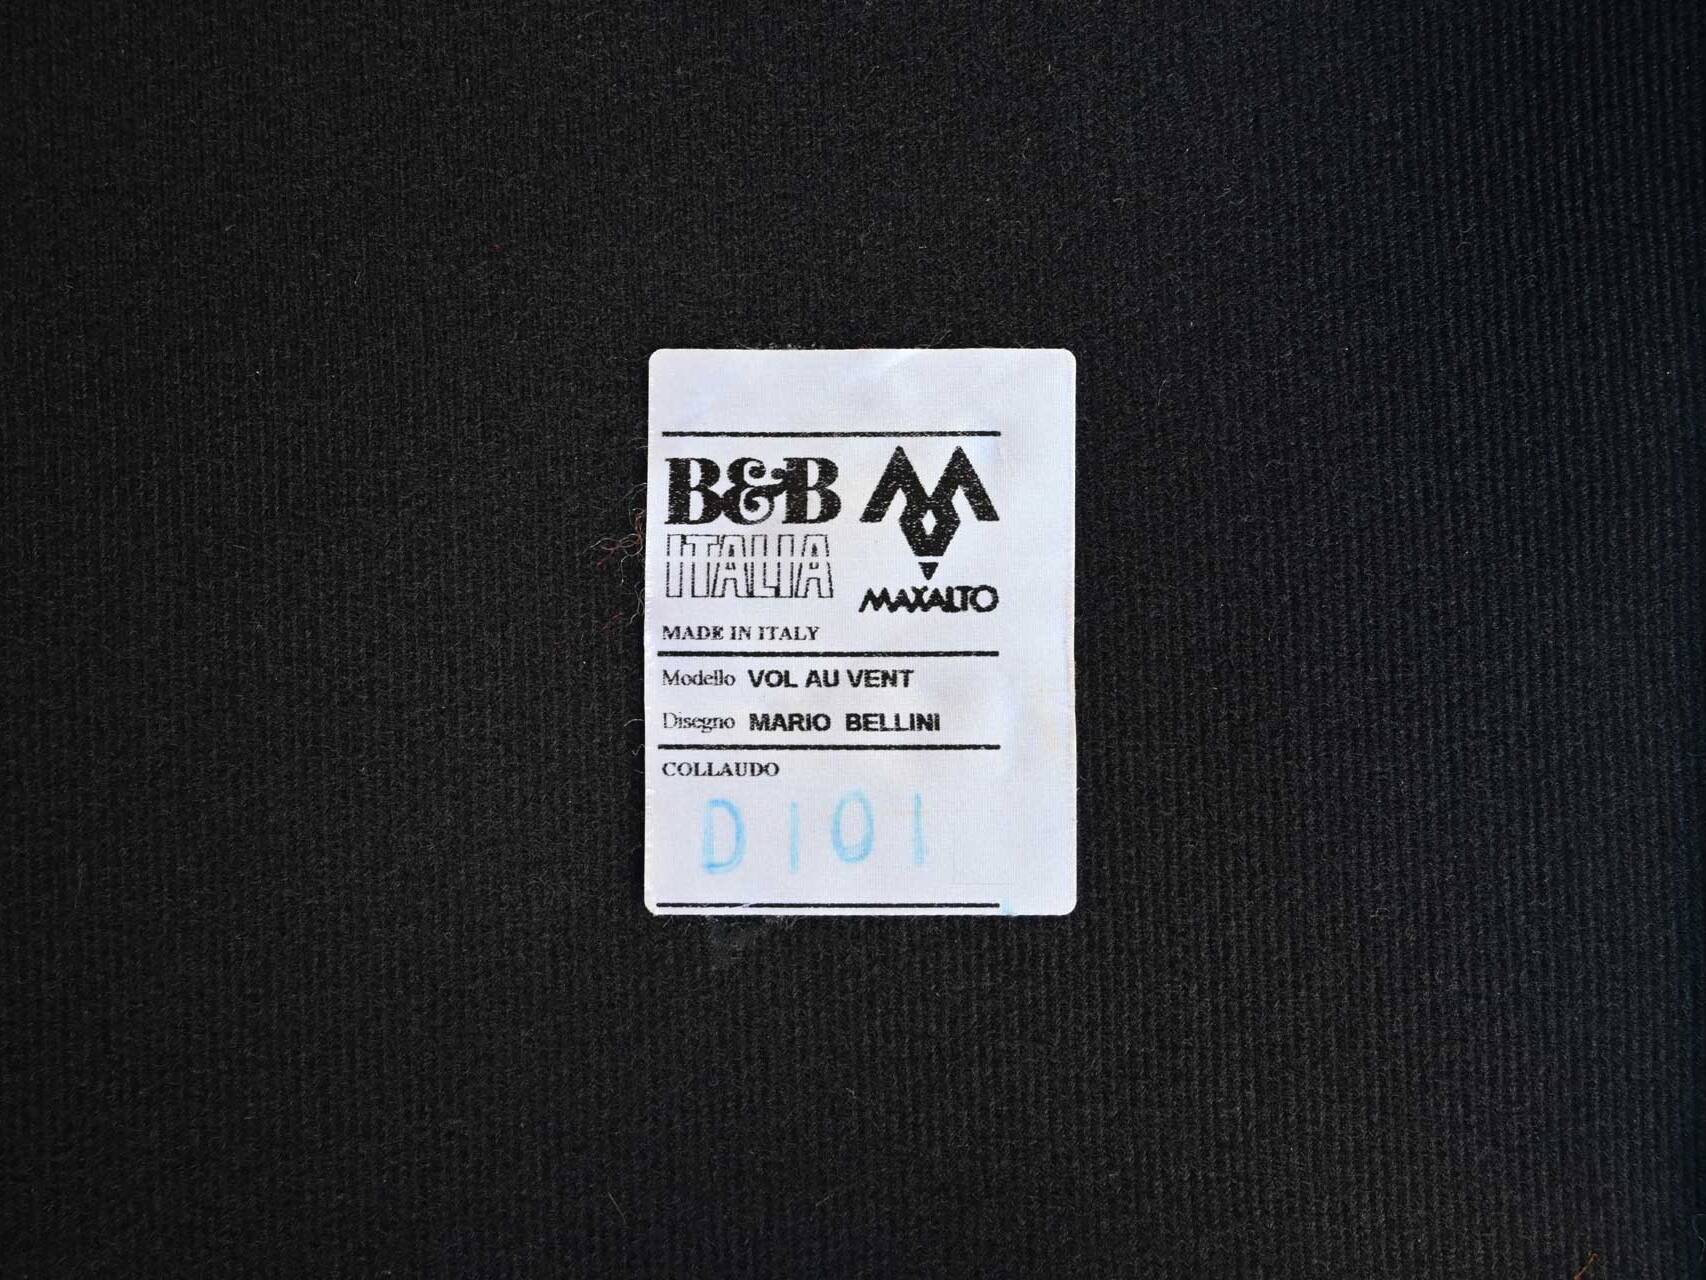 B&B
ITALIA
MAXALTO
MADE IN ITALY
Modello VOL AU VENT
Disegno MARIO BELLINI
COLLAUDO
D101